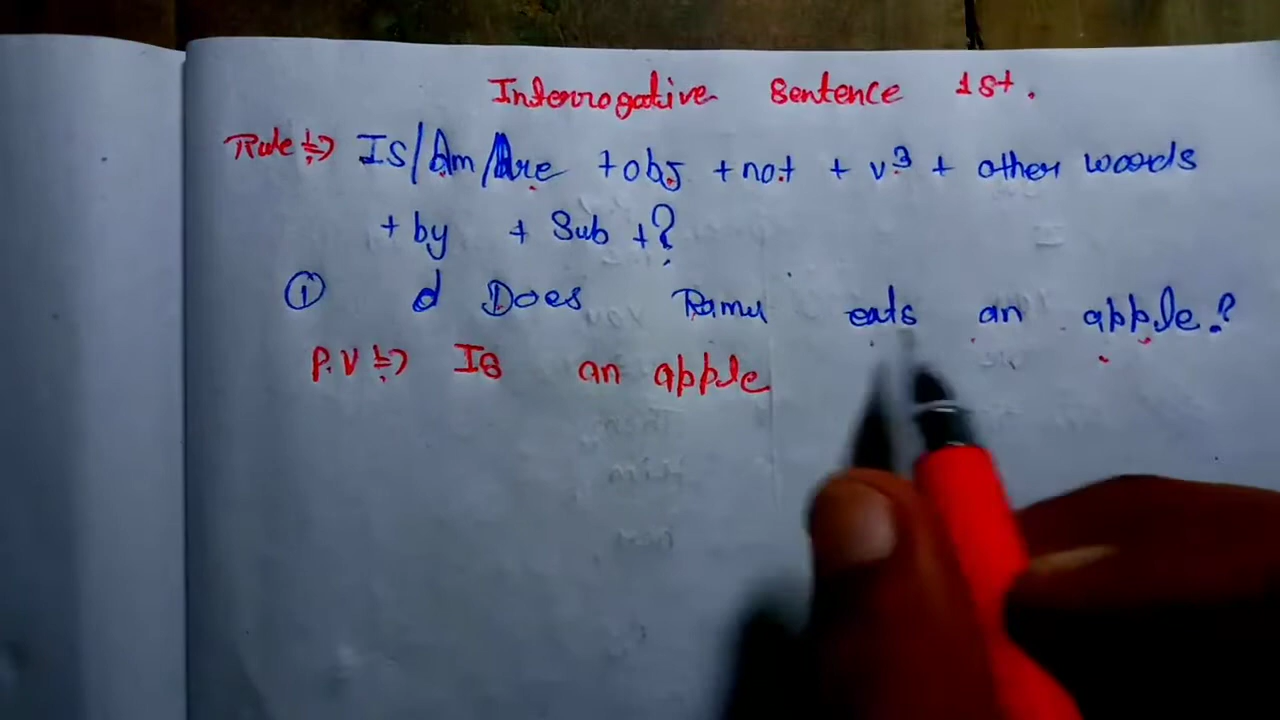 Interrogative Sentence 1st.
Rule⇒ Is/Am/Are + obj + not + v3 + other words
+ by + Sub + ?
① d Does Ramu eats an apple?
P.V ⇒ Is an apple